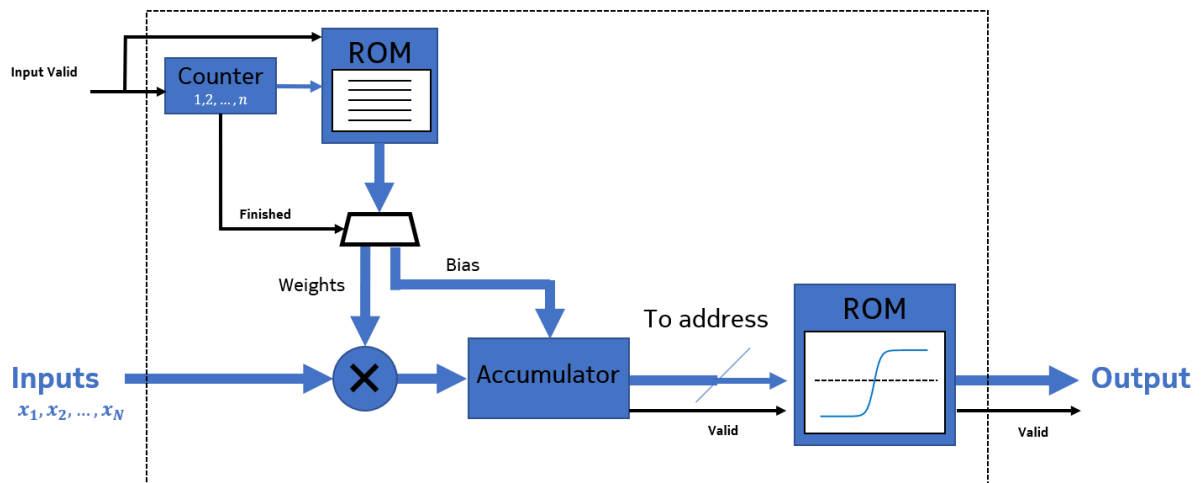 ROM
Input Valid
Counter
1,2, … , n
Finished
Weights
Bias
To address
ROM
Inputs
x₁, x₂, … , x_N
×
Accumulator
Output
Valid
Valid